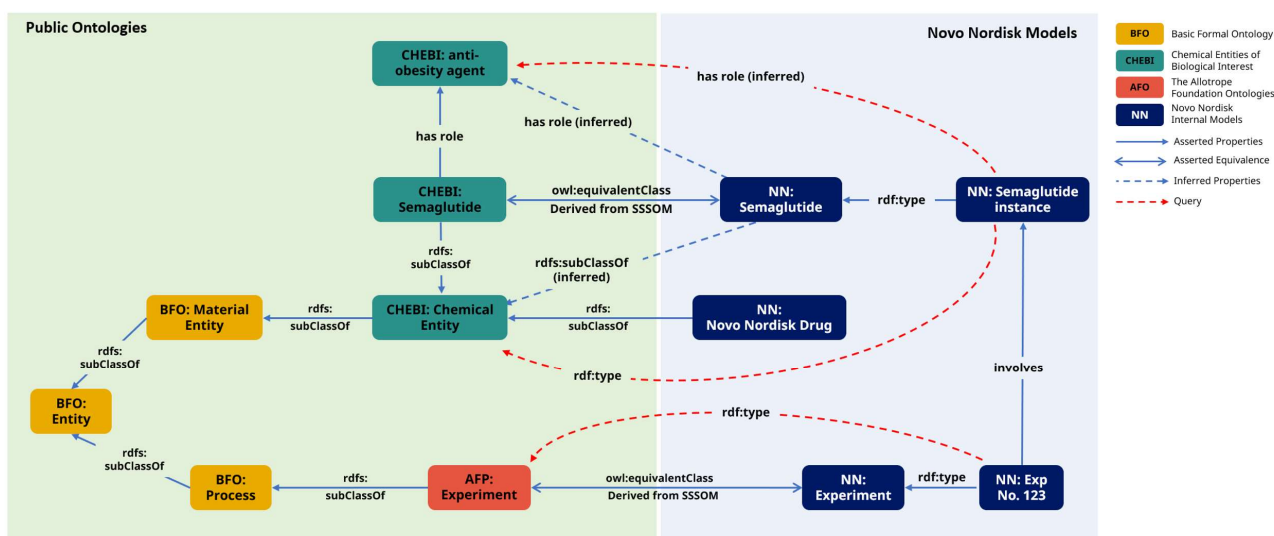 Public Ontologies
Novo Nordisk Models
CHEBI: anti-
obesity agent
has role (inferred)
has role (inferred)
has role
CHEBI:
Semaglutide
owl:equivalentClass
Derived from SSSOM
NN:
Semaglutide
rdf:type
NN: Semaglutide
instance
rdfs:
subClassOf
rdfs:subClassOf
(inferred)
BFO: Material
Entity
rdfs:
subClassOf
CHEBI: Chemical
Entity
rdfs:
subClassOf
NN:
Novo Nordisk Drug
rdfs:
subClassOf
rdf:type
involves
BFO:
Entity
rdf:type
rdfs:
subClassOf
BFO:
Process
rdfs:
subClassOf
AFP:
Experiment
owl:equivalentClass
Derived from SSSOM
NN:
Experiment
rdf:type
NN: Exp
No. 123
BFO
Basic Formal Ontology
CHEBI
Chemical Entities of
Biological Interest
AFO
The Allotrope
Foundation Ontologies
NN
Novo Nordisk
Internal Models
Asserted Properties
Asserted Equivalence
Inferred Properties
Query